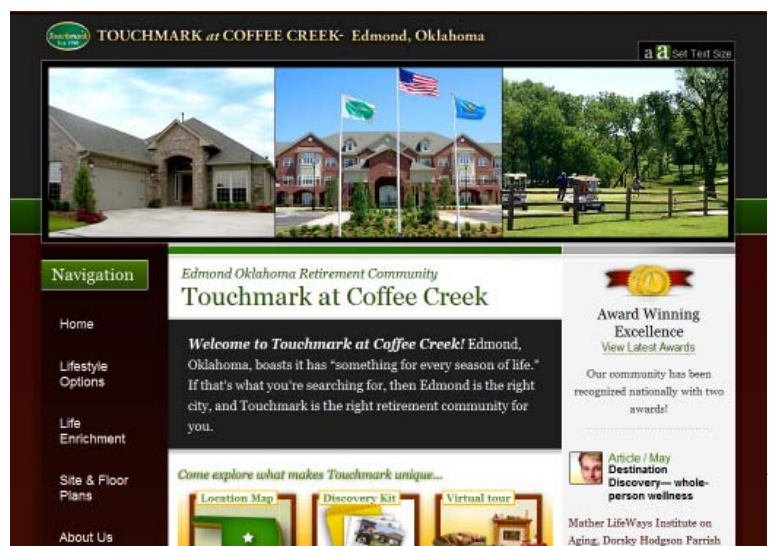 Touchmark
TOUCHMARK at COFFEE CREEK- Edmond, Oklahoma
a a Set Text Size
Navigation
Home
Lifestyle
Options
Life
Enrichment
Site & Floor
Plans
About Us
Edmond Oklahoma Retirement Community
Touchmark at Coffee Creek
Welcome to Touchmark at Coffee Creek! Edmond,
Oklahoma, boasts it has “something for every season of life.”
If that's what you're searching for, then Edmond is the right
city, and Touchmark is the right retirement community for
you.
Come explore what makes Touchmark unique...
Location Map
Discovery Kit
Virtual tour
Award Winning
Excellence
View Latest Awards
Our community has been
recognized nationally with two
awards!
Article / May
Destination
Discovery— whole-
person wellness
Mather LifeWays Institute on
Aging, Dorsky Hodgson Parrish